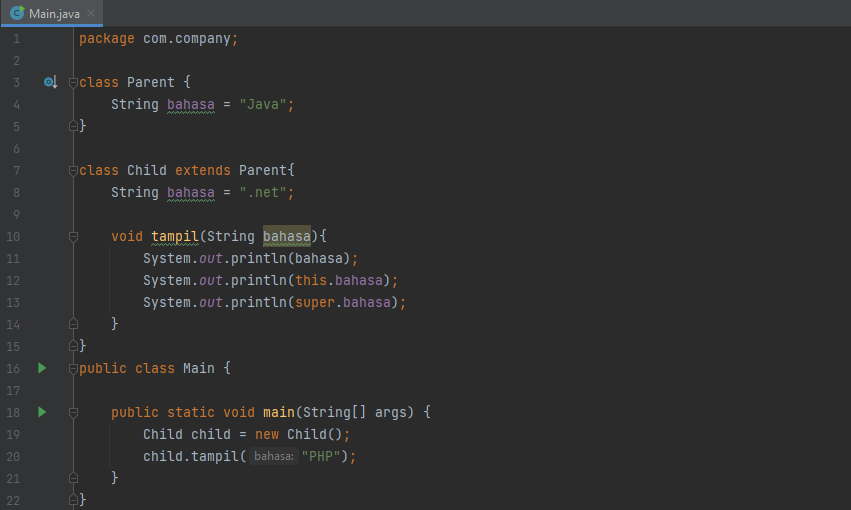 Main.java
1 package com.company;
2
3 class Parent {
4 String bahasa = "Java";
5 }
6
7 class Child extends Parent{
8 String bahasa = ".net";
9
10 void tampil(String bahasa){
11 System.out.println(bahasa);
12 System.out.println(this.bahasa);
13 System.out.println(super.bahasa);
14 }
15 }
16 public class Main {
17
18 public static void main(String[] args) {
19 Child child = new Child();
20 child.tampil( bahasa: "PHP");
21 }
22 }